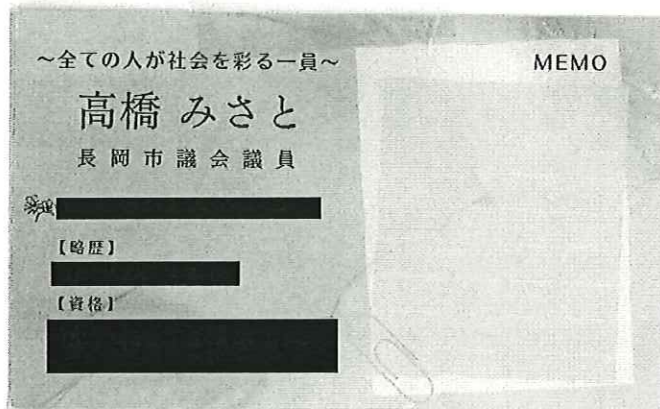 ～全ての人が社会を彩る一員～
高橋 みさと
長岡市議会議員
【略歴】
【資格】
MEMO